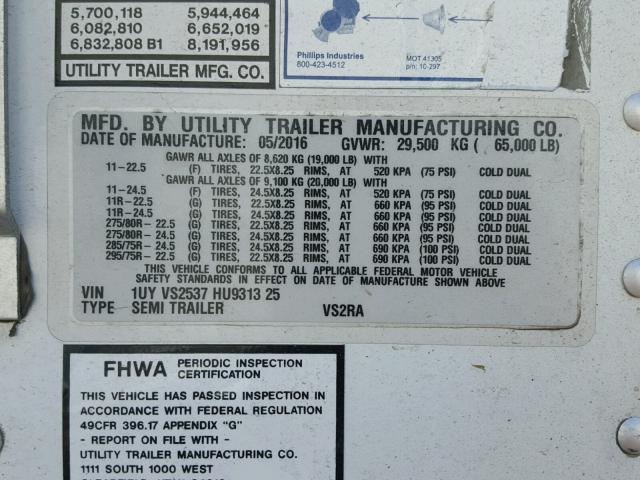 5,700,118 5,944,464
6,082,810 6,652,019
6,832,808 B1 8,191,956
UTILITY TRAILER MFG. CO.
Phillips Industries
800-423-4512
MOT 41305
p/n: 10-297
MFD. BY UTILITY TRAILER MANUFACTURING CO.
DATE OF MANUFACTURE: 05/2016 GVWR: 29,500 KG ( 65,000 LB)
GAWR ALL AXLES OF 8,620 KG (19,000 LB) WITH
11-22.5 (F) TIRES, 22.5X8.25 RIMS, AT 520 KPA (75 PSI) COLD DUAL
GAWR ALL AXLES OF 9,100 KG (20,000 LB) WITH
11-24.5 (F) TIRES, 24.5X8.25 RIMS, AT 520 KPA (75 PSI) COLD DUAL
11R-22.5 (G) TIRES, 22.5X8.25 RIMS, AT 660 KPA (95 PSI) COLD DUAL
11R-24.5 (G) TIRES, 24.5X8.25 RIMS, AT 660 KPA (95 PSI) COLD DUAL
275/80R-22.5 (G) TIRES, 22.5X8.25 RIMS, AT 660 KPA (95 PSI) COLD DUAL
275/80R-24.5 (G) TIRES, 24.5X8.25 RIMS, AT 660 KPA (95 PSI) COLD DUAL
285/75R-24.5 (G) TIRES, 24.5X8.25 RIMS, AT 690 KPA (100 PSI) COLD DUAL
295/75R-22.5 (G) TIRES, 22.5X8.25 RIMS, AT 690 KPA (100 PSI) COLD DUAL
THIS VEHICLE CONFORMS TO ALL APPLICABLE FEDERAL MOTOR VEHICLE
SAFETY STANDARDS IN EFFECT ON DATE OF MANUFACTURE SHOWN ABOVE.
VIN 1UY VS2537 HU9313 25
TYPE SEMI TRAILER VS2RA
FHWA PERIODIC INSPECTION
CERTIFICATION
THIS VEHICLE HAS PASSED INSPECTION IN
ACCORDANCE WITH FEDERAL REGULATION
49CFR 396.17 APPENDIX "G"
- REPORT ON FILE WITH -
UTILITY TRAILER MANUFACTURING CO.
1111 SOUTH 1000 WEST